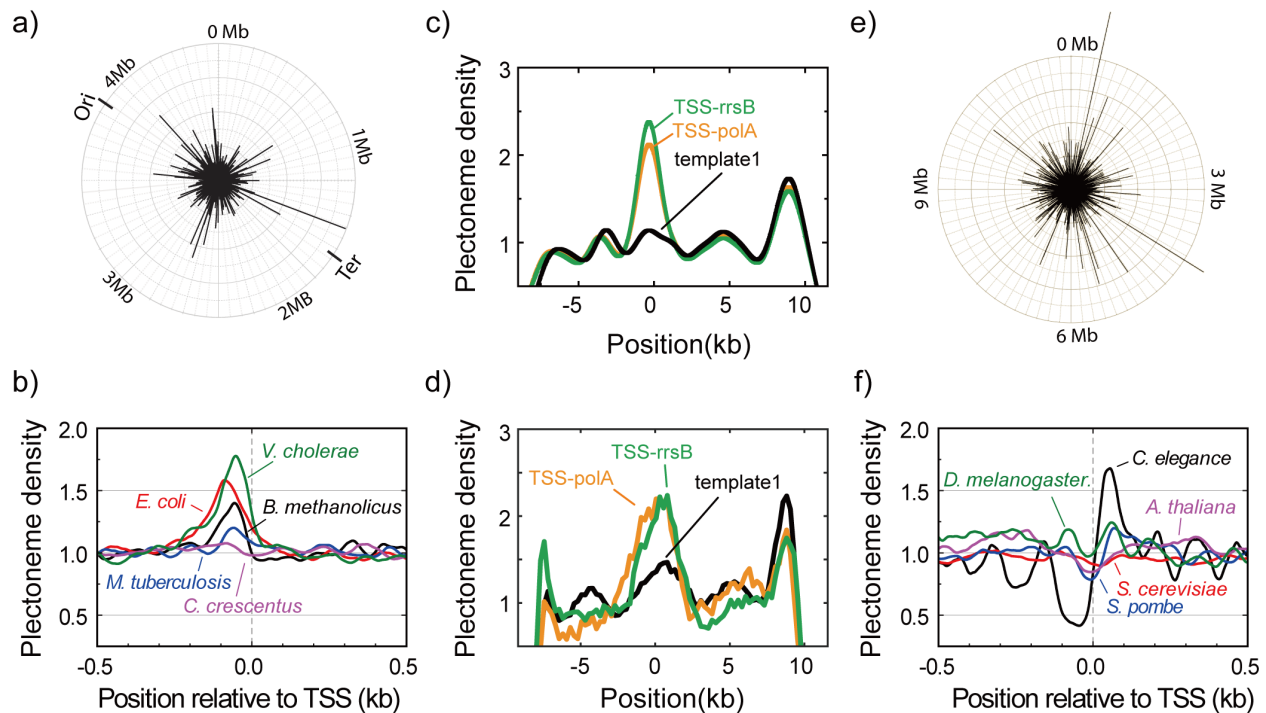 a)
0 Mb
4Mb
Ori
1Mb
Ter
2MB
3Mb
b)
Plectoneme density
2.0
1.5
1.0
0.5
V. cholerae
E. coli
B. methanolicus
M. tuberculosis
C. crescentus
-0.5
0.0
0.5
Position relative to TSS (kb)
c)
Plectoneme density
3
2
1
TSS-rrsB
TSS-polA
template1
-5
0
5
10
Position(kb)
d)
Plectoneme density
3
2
1
TSS-rrsB
TSS-polA
template1
-5
0
5
10
Position(kb)
e)
0 Mb
3 Mb
6 Mb
9 Mb
f)
Plectoneme density
2.0
1.5
1.0
0.5
C. elegance
D. melanogaster.
A. thaliana
S. cerevisiae
S. pombe
-0.5
0.0
0.5
Position relative to TSS (kb)